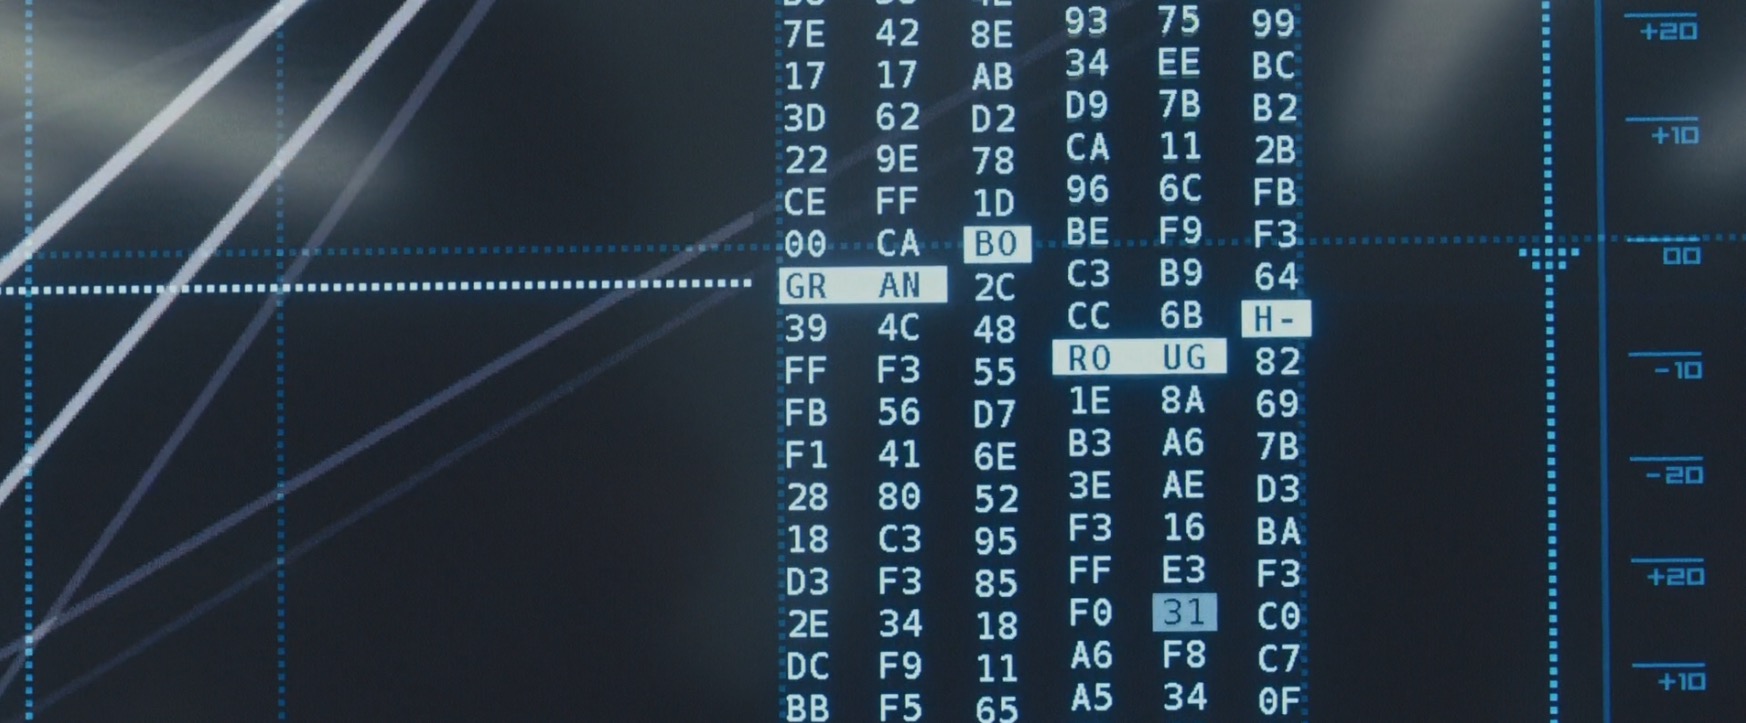 93 75 99
7E 42 8E 34 EE BC
17 17 AB D9 7B B2
3D 62 D2 CA 11 2B
22 9E 78 96 6C FB
CE FF 1D BE F9 F3
00 CA BO C3 B9 64
GR AN 2C CC 6B H-
39 4C 48 RO UG 82
FF F3 55 1E 8A 69
FB 56 D7 B3 A6 7B
F1 41 6E 3E AE D3
28 80 52 F3 16 BA
18 C3 95 FF E3 F3
D3 F3 85 F0 31 C0
2E 34 18 A6 F8 C7
DC F9 11 A5 34 0F
BB F5 65
+20
+10
00
-10
-20
+20
+10